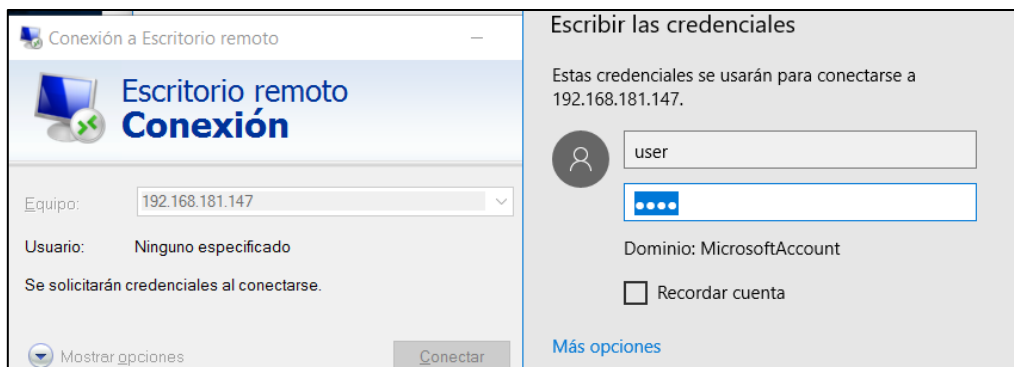 Conexión a Escritorio remoto
Escritorio remoto
Conexión
Equipo:
192.168.181.147
Usuario:
Ninguno especificado
Se solicitarán credenciales al conectarse.
Mostrar opciones
Conectar
Escribir las credenciales
Estas credenciales se usarán para conectarse a
192.168.181.147.
user
••••
Dominio: MicrosoftAccount
Recordar cuenta
Más opciones